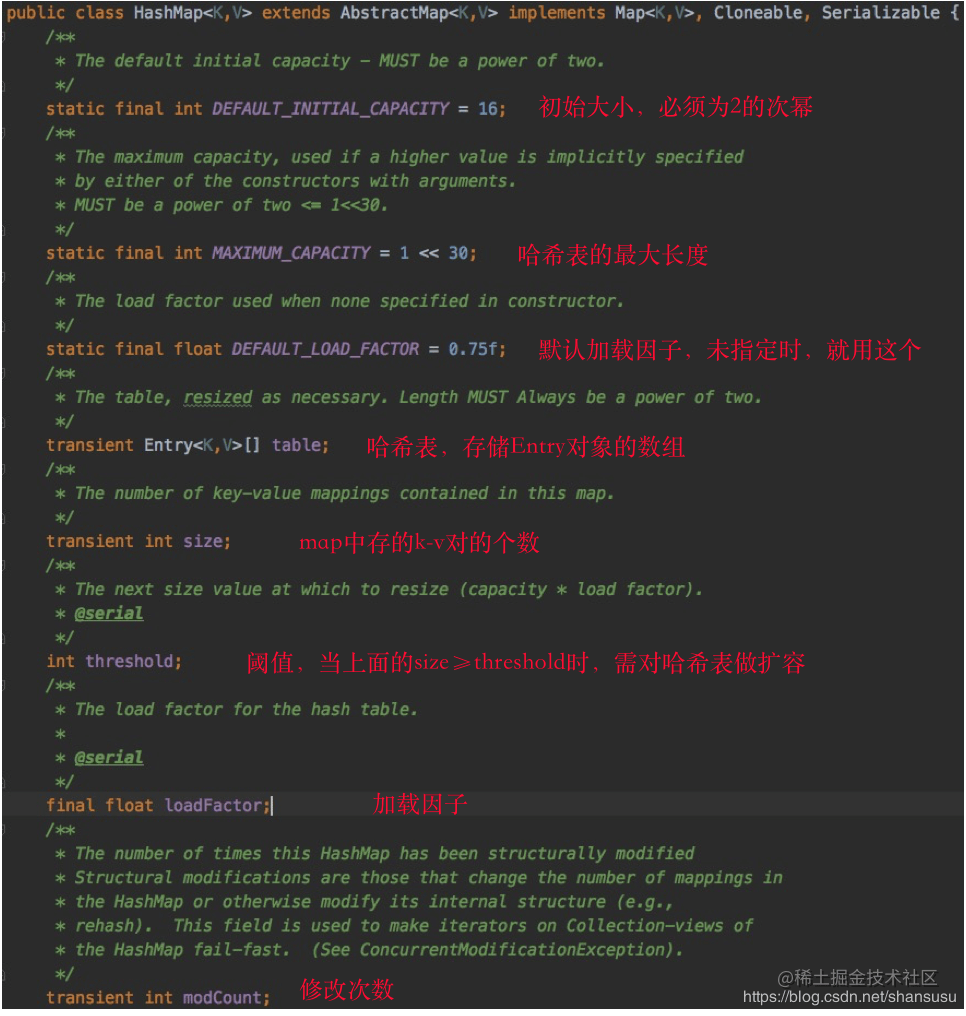 public class HashMap<K,V> extends AbstractMap<K,V> implements Map<K,V>, Cloneable, Serializable {
/**
* The default initial capacity - MUST be a power of two.
*/
static final int DEFAULT_INITIAL_CAPACITY = 16; 初始大小，必须为2的次幂
/**
* The maximum capacity, used if a higher value is implicitly specified
* by either of the constructors with arguments.
* MUST be a power of two <= 1<<30.
*/
static final int MAXIMUM_CAPACITY = 1 << 30; 哈希表的最大长度
/**
* The load factor used when none specified in constructor.
*/
static final float DEFAULT_LOAD_FACTOR = 0.75f; 默认加载因子，未指定时，就用这个
/**
* The table, resized as necessary. Length MUST Always be a power of two.
*/
transient Entry<K,V>[] table; 哈希表，存储Entry对象的数组
/**
* The number of key-value mappings contained in this map.
*/
transient int size; map中存的k-v对的个数
/**
* The next size value at which to resize (capacity * load factor).
* @serial
*/
int threshold; 阈值，当上面的size≥threshold时，需对哈希表做扩容
/**
* The load factor for the hash table.
*
* @serial
*/
final float loadFactor; 加载因子
/**
* The number of times this HashMap has been structurally modified
* Structural modifications are those that change the number of mappings in
* the HashMap or otherwise modify its internal structure (e.g.,
* rehash).  This field is used to make iterators on Collection-views of
* the HashMap fail-fast.  (See ConcurrentModificationException).
*/
transient int modCount; 修改次数
@稀土掘金技术社区
https://blog.csdn.net/shansusu